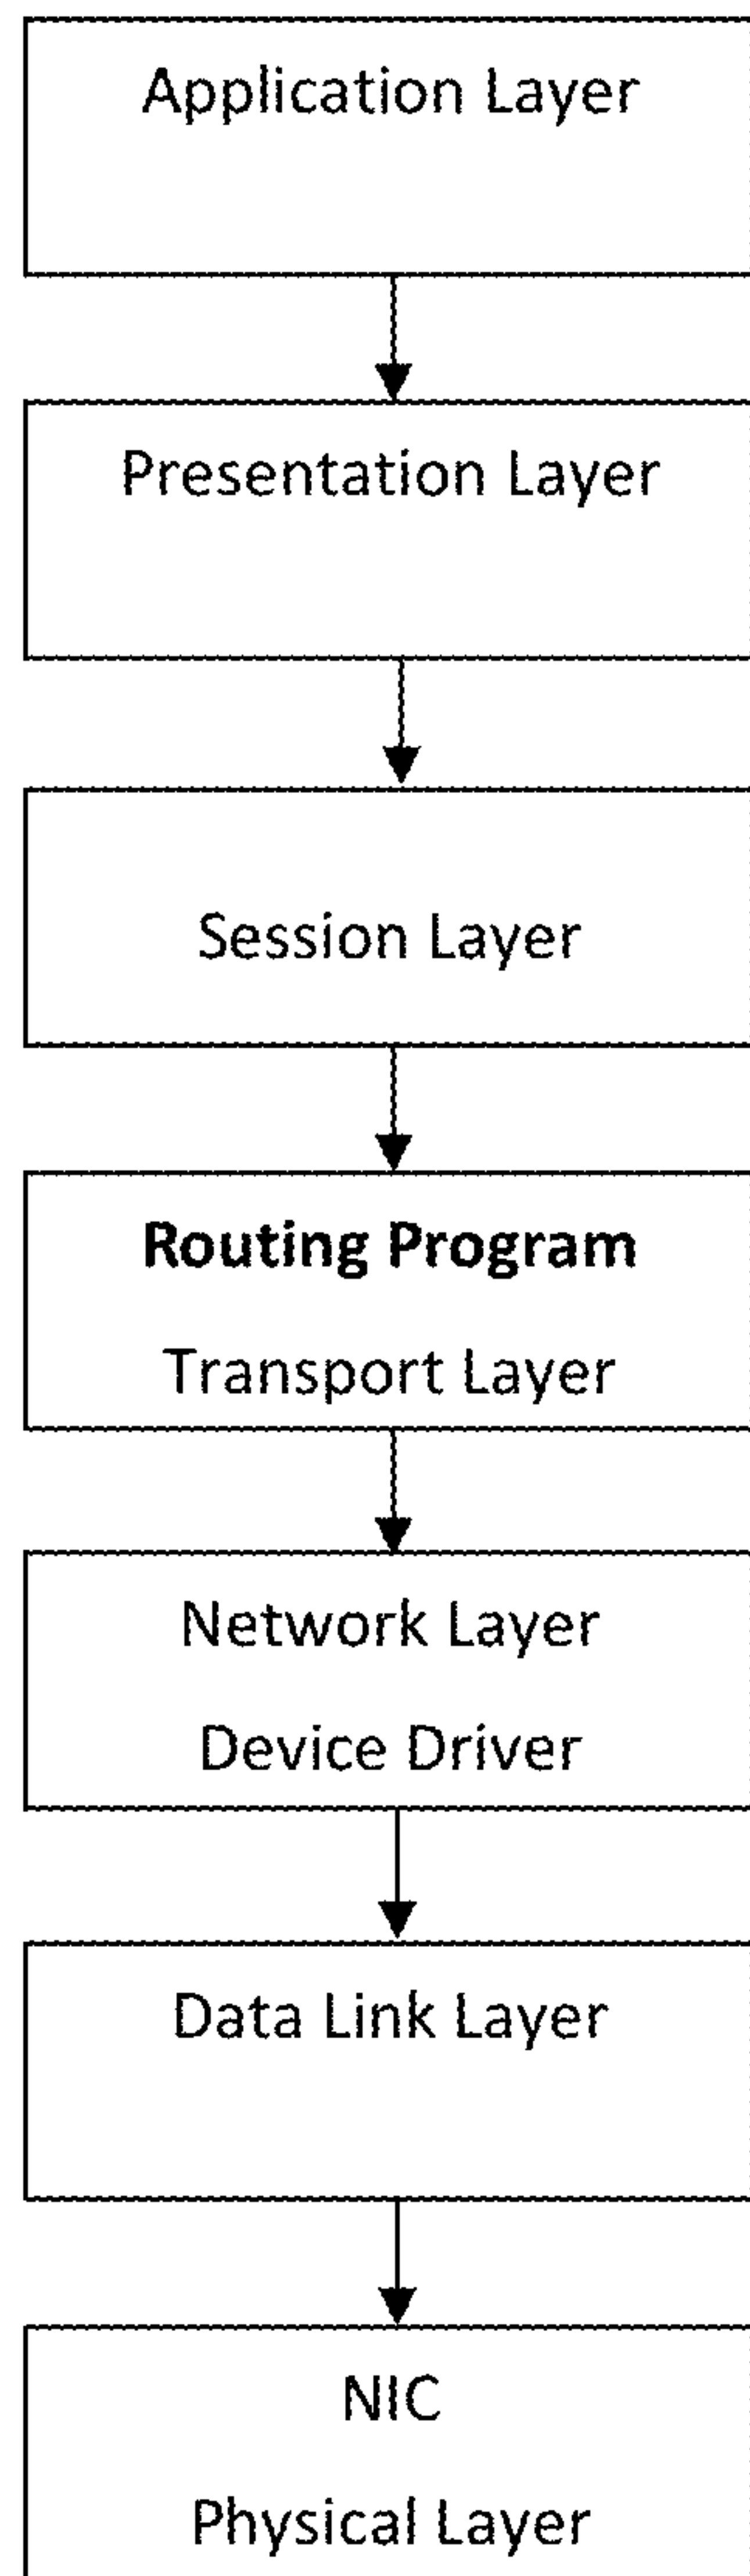 Application Layer
Presentation Layer
Session Layer
Routing Program
Transport Layer
Network Layer
Device Driver
Data Link Layer
NIC
Physical Layer